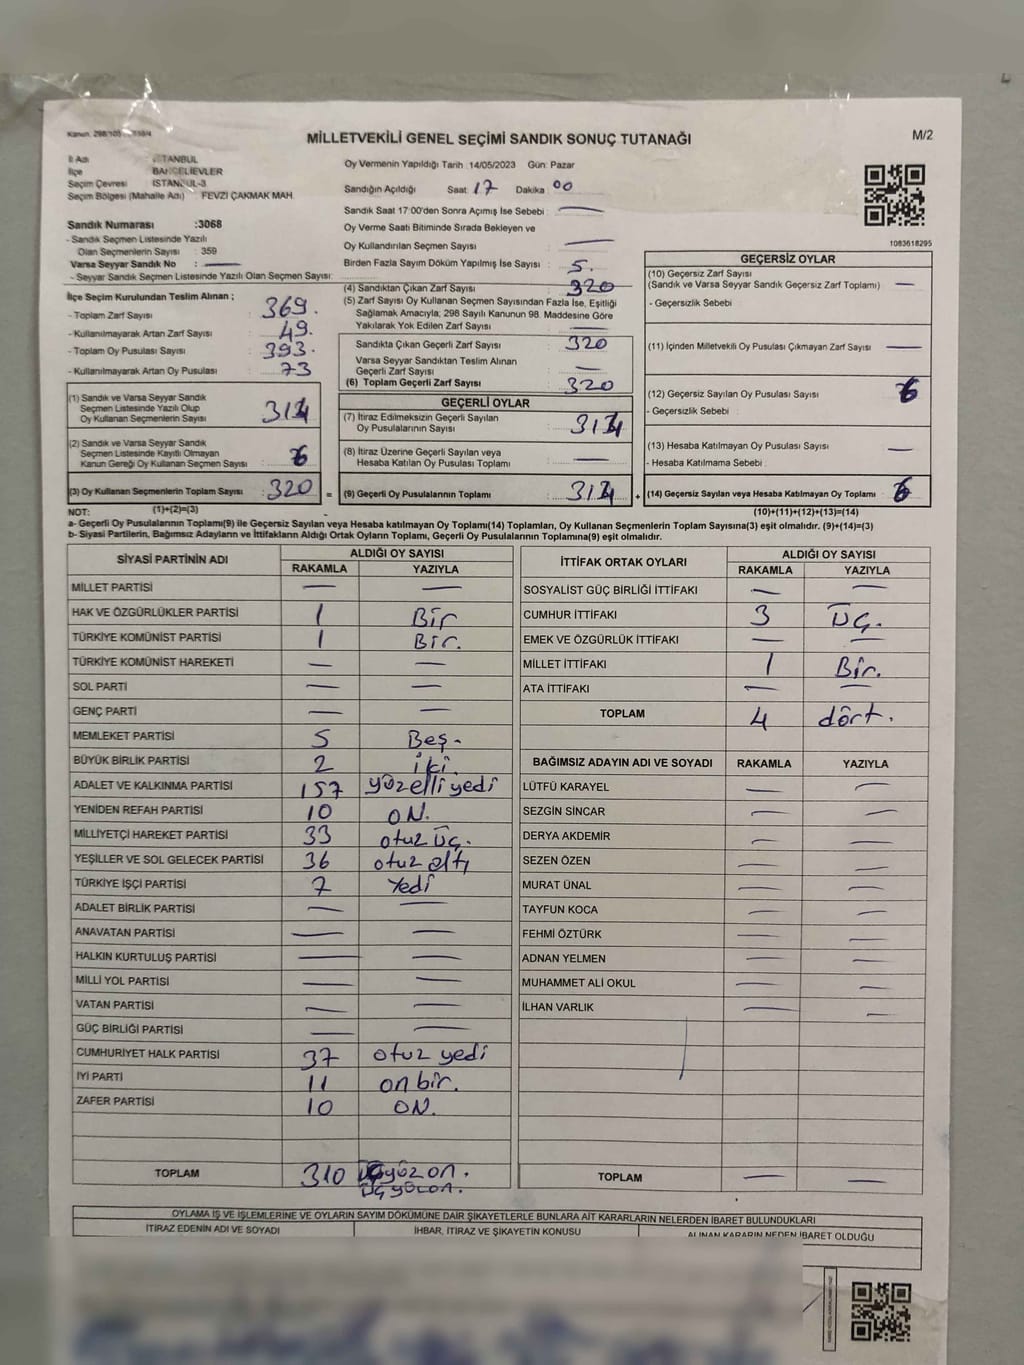 MİLLETVEKİLİ GENEL SEÇİMİ SANDIK SONUÇ TUTANAĞI
M/2
İl Adı İSTANBUL
İlçe BAHÇELİEVLER
Seçim Çevresi İSTANBUL-3
Seçim Bölgesi (Mahalle Adı) FEVZİ ÇAKMAK MAH.
Sandık Numarası :3068
- Sandık Seçmen Listesinde Yazılı
Olan Seçmenlerin Sayısı : 359
Varsa Seyyar Sandık No : —
- Seyyar Sandık Seçmen Listesinde Yazılı Olan Seçmen Sayısı:
Oy Vermenin Yapıldığı Tarih :14/05/2023 Gün: Pazar
Sandığın Açıldığı Saat: 17 Dakika: 00
Sandık Saat 17:00'den Sonra Açımış İse Sebebi : —
Oy Verme Saati Bitiminde Sırada Bekleyen ve
Oy Kullandırılan Seçmen Sayısı : —
Birden Fazla Sayım Döküm Yapılmış İse Sayısı : 5.
1083618295
İlçe Seçim Kurulundan Teslim Alınan ;
- Toplam Zarf Sayısı : 369.
- Kullanılmayarak Artan Zarf Sayısı : 49.
- Toplam Oy Pusulası Sayısı : 393.
- Kullanılmayarak Artan Oy Pusulası : 73
(1) Sandık ve Varsa Seyyar Sandık
Seçmen Listesinde Yazılı Olup
Oy Kullanan Seçmenlerin Sayısı : 314
(2) Sandık ve Varsa Seyyar Sandık
Seçmen Listesinde Kayıtlı Olmayan
Kanun Gereği Oy Kullanan Seçmen Sayısı : 6
(3) Oy Kullanan Seçmenlerin Toplam Sayısı : 320 =
(1)+(2)=(3)
(4) Sandıktan Çıkan Zarf Sayısı : 320
(5) Zarf Sayısı Oy Kullanan Seçmen Sayısından Fazla İse, Eşitliği
Sağlamak Amacıyla, 298 Sayılı Kanunun 98. Maddesine Göre
Yakılarak Yok Edilen Zarf Sayısı : —
Sandıkta Çıkan Geçerli Zarf Sayısı : 320
Varsa Seyyar Sandıktan Teslim Alınan
Geçerli Zarf Sayısı : —
(6) Toplam Geçerli Zarf Sayısı : 320
GEÇERLİ OYLAR
(7) İtiraz Edilmeksizin Geçerli Sayılan
Oy Pusulalarının Sayısı : 314
(8) İtiraz Üzerine Geçerli Sayılan veya
Hesaba Katılan Oy Pusulası Toplamı : —
(9) Geçerli Oy Pusulalarının Toplamı : 314 +
GEÇERSİZ OYLAR
(10) Geçersiz Zarf Sayısı
(Sandık ve Varsa Seyyar Sandık Geçersiz Zarf Toplamı) : —
- Geçersizlik Sebebi :
(11) İçinden Milletvekili Oy Pusulası Çıkmayan Zarf Sayısı : —
(12) Geçersiz Sayılan Oy Pusulası Sayısı : 6
- Geçersizlik Sebebi :
(13) Hesaba Katılmayan Oy Pusulası Sayısı : —
- Hesaba Katılmama Sebebi :
(14) Geçersiz Sayılan veya Hesaba Katılmayan Oy Toplamı : 6
(10)+(11)+(12)+(13)=(14)
NOT:
a- Geçerli Oy Pusulalarının Toplamı(9) ile Geçersiz Sayılan veya Hesaba katılmayan Oy Toplamı(14) Toplamları, Oy Kullanan Seçmenlerin Toplam Sayısına(3) eşit olmalıdır. (9)+(14)=(3)
b- Siyasi Partilerin, Bağımsız Adayların ve İttifakların Aldığı Ortak Oyların Toplamı, Geçerli Oy Pusulalarının Toplamına(9) eşit olmalıdır.
SİYASİ PARTİNİN ADI ALDIĞI OY SAYISI
RAKAMLA YAZIYLA
MİLLET PARTİSİ — —
HAK VE ÖZGÜRLÜKLER PARTİSİ 1 Bir
TÜRKİYE KOMÜNİST PARTİSİ 1 Bir.
TÜRKİYE KOMÜNİST HAREKETİ — —
SOL PARTİ — —
GENÇ PARTİ — —
MEMLEKET PARTİSİ 5 Beş.
BÜYÜK BİRLİK PARTİSİ 2 İki.
ADALET VE KALKINMA PARTİSİ 157 yüzelliyedi
YENİDEN REFAH PARTİSİ 10 ON.
MİLLİYETÇİ HAREKET PARTİSİ 33 otuz üç.
YEŞİLLER VE SOL GELECEK PARTİSİ 36 otuz altı
TÜRKİYE İŞÇİ PARTİSİ 7 Yedi
ADALET BİRLİK PARTİSİ — —
ANAVATAN PARTİSİ — —
HALKIN KURTULUŞ PARTİSİ — —
MİLLİ YOL PARTİSİ — —
VATAN PARTİSİ — —
GÜÇ BİRLİĞİ PARTİSİ — —
CUMHURİYET HALK PARTİSİ 37 otuz yedi
İYİ PARTİ 11 on bir.
ZAFER PARTİSİ 10 ON.
TOPLAM 310 üçyüz on.
üçyüzon.
İTTİFAK ORTAK OYLARI ALDIĞI OY SAYISI
RAKAMLA YAZIYLA
SOSYALİST GÜÇ BİRLİĞİ İTTİFAKI — —
CUMHUR İTTİFAKI 3 ÜÇ.
EMEK VE ÖZGÜRLÜK İTTİFAKI — —
MİLLET İTTİFAKI 1 Bir.
ATA İTTİFAKI — —
TOPLAM 4 dört.
BAĞIMSIZ ADAYIN ADI VE SOYADI RAKAMLA YAZIYLA
LÜTFÜ KARAYEL — —
SEZGİN SİNCAR — —
DERYA AKDEMİR — —
SEZEN ÖZEN — —
MURAT ÜNAL — —
TAYFUN KOCA — —
FEHMİ ÖZTÜRK — —
ADNAN YELMEN — —
MUHAMMET ALİ OKUL — —
İLHAN VARLIK — —
TOPLAM — —
OYLAMA İŞ VE İŞLEMLERİNE VE OYLARIN SAYIM DÖKÜMÜNE DAİR ŞİKAYETLERLE BUNLARA AİT KARARLARIN NELERDEN İBARET BULUNDUKLARI
İTİRAZ EDENİN ADI VE SOYADI İHBAR, İTİRAZ VE ŞİKAYETİN KONUSU ALINAN KARARIN NEDEN İBARET OLDUĞU